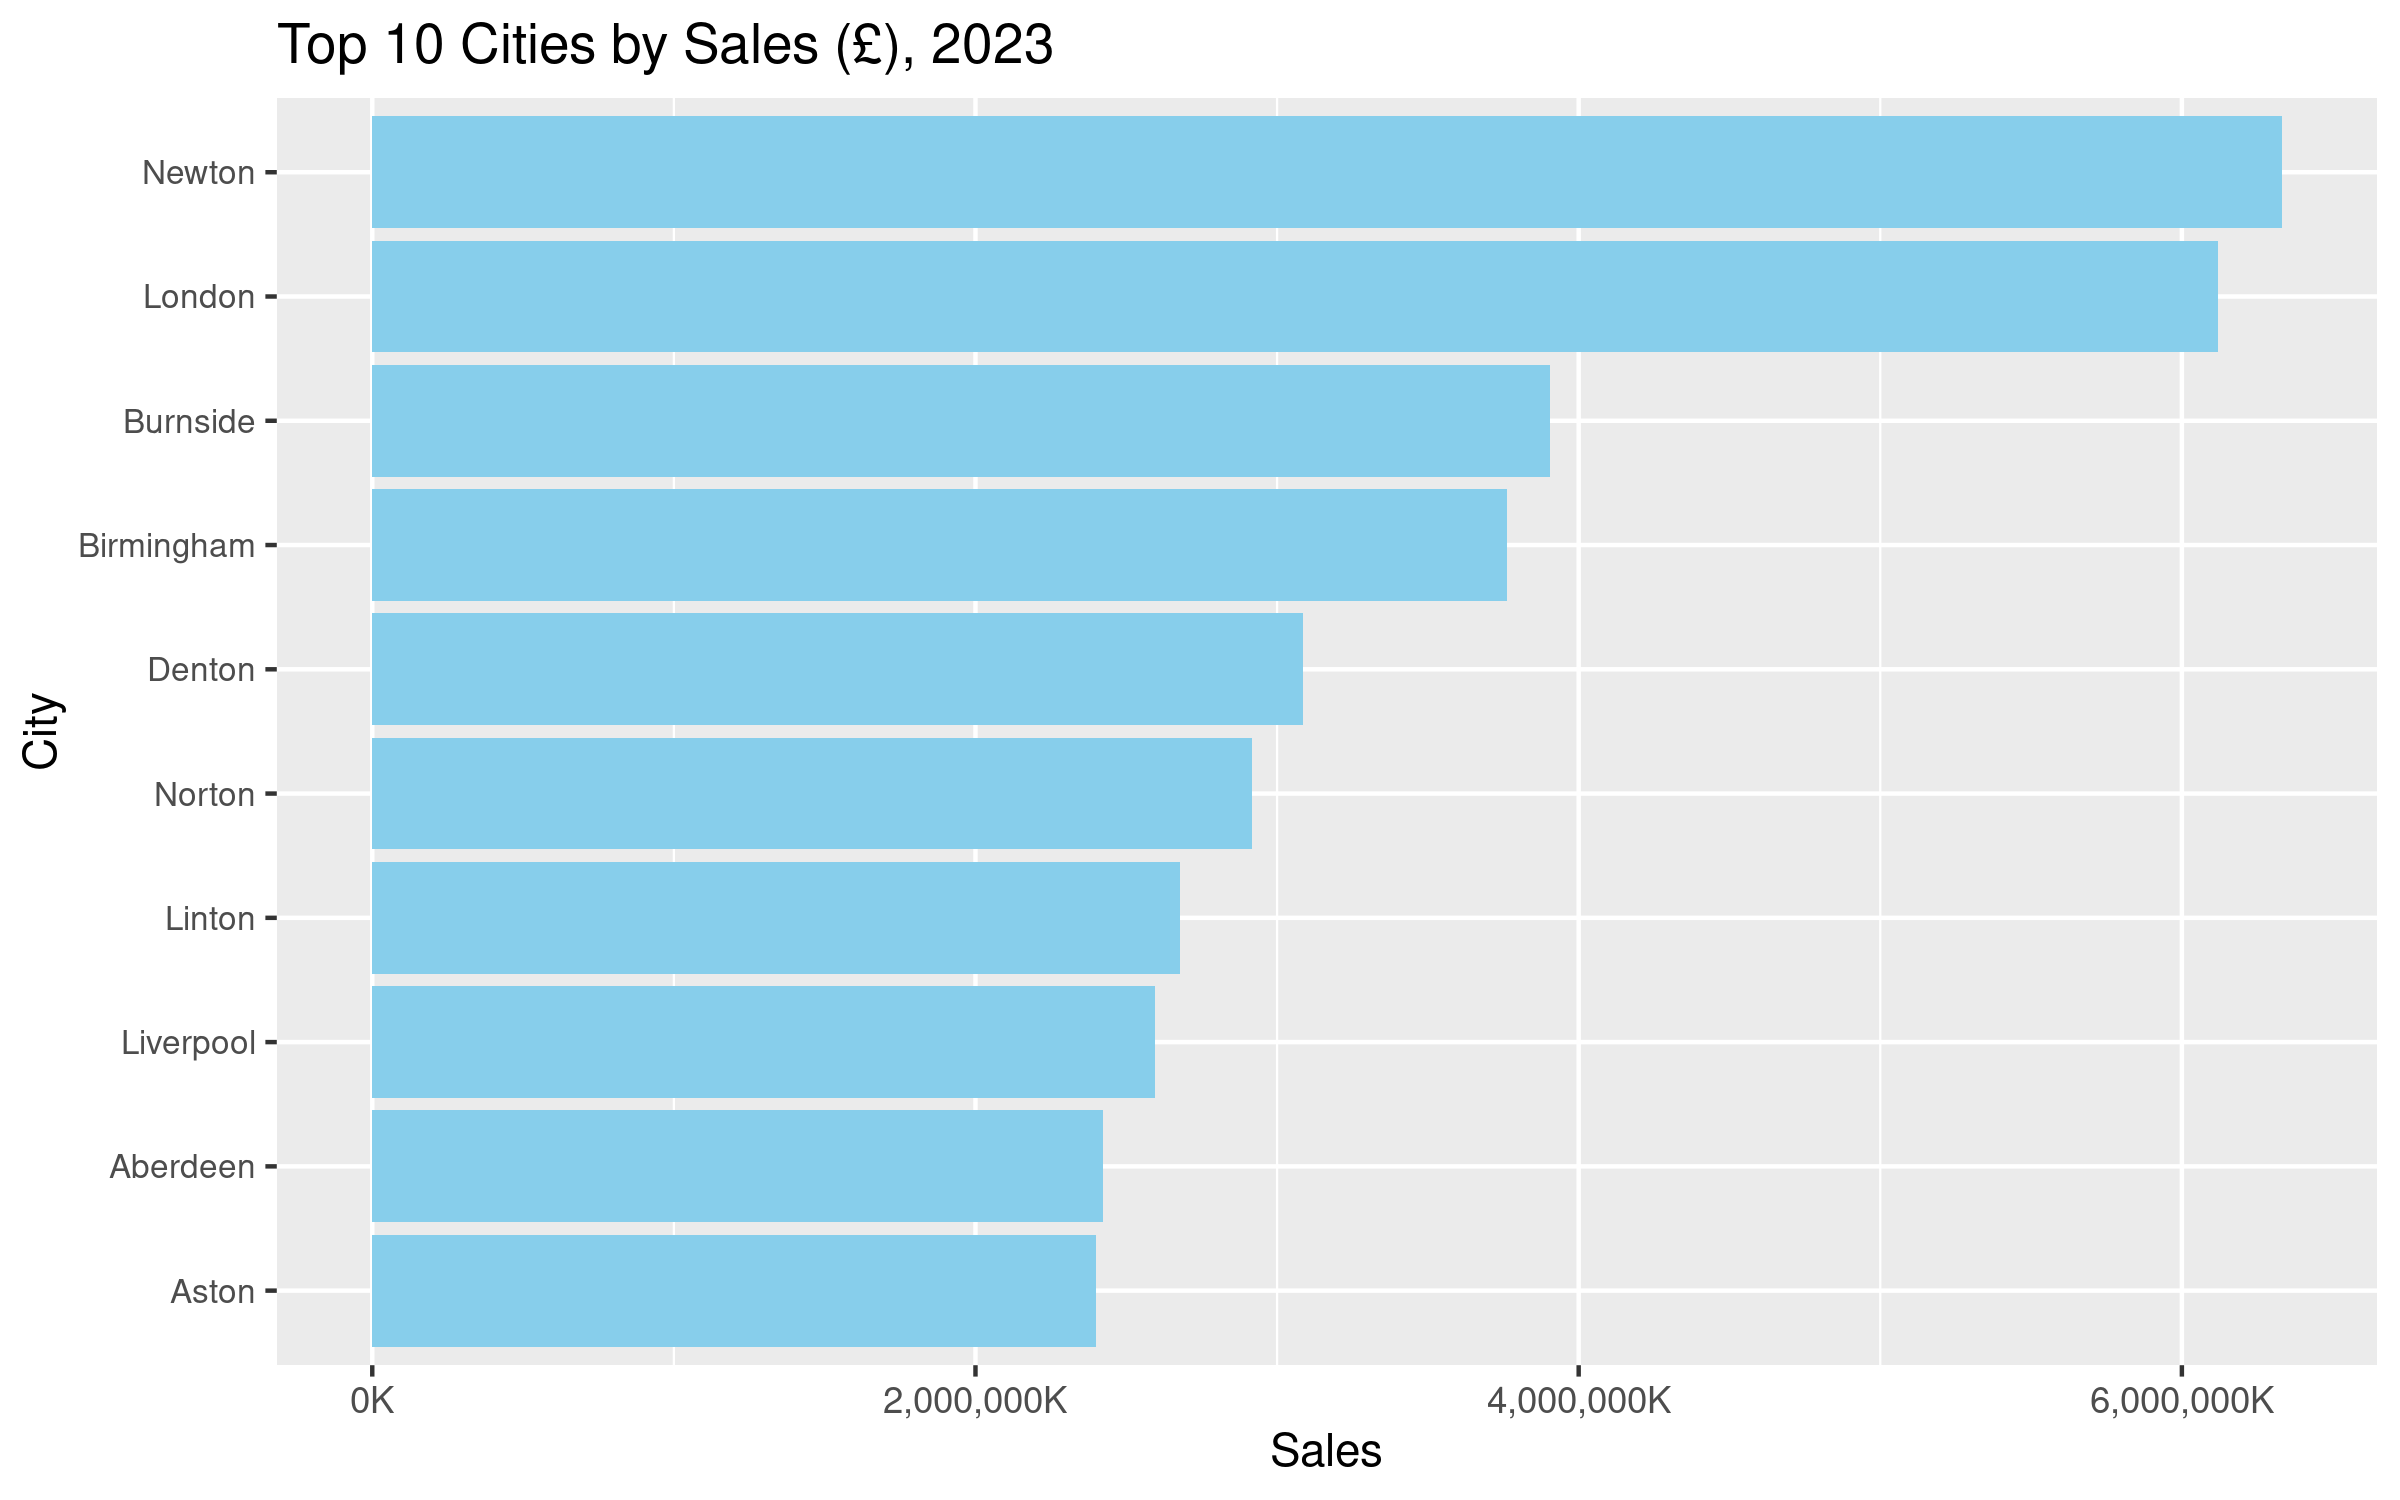 Top 10 Cities by Sales (£), 2023
Newton
London
Burnside
Birmingham
Denton
Norton
Linton
Liverpool
Aberdeen
Aston
City
0K 2,000,000K 4,000,000K 6,000,000K
Sales